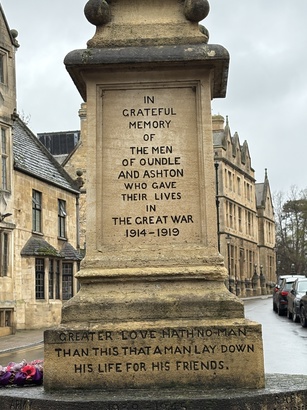 IN
GRATEFUL
MEMORY
OF
THE MEN
OF OUNDLE
AND ASHTON
WHO GAVE
THEIR LIVES
IN
THE GREAT WAR
1914-1919
GREATER LOVE HATH NO MAN
THAN THIS THAT A MAN LAY DOWN
HIS LIFE FOR HIS FRIENDS.